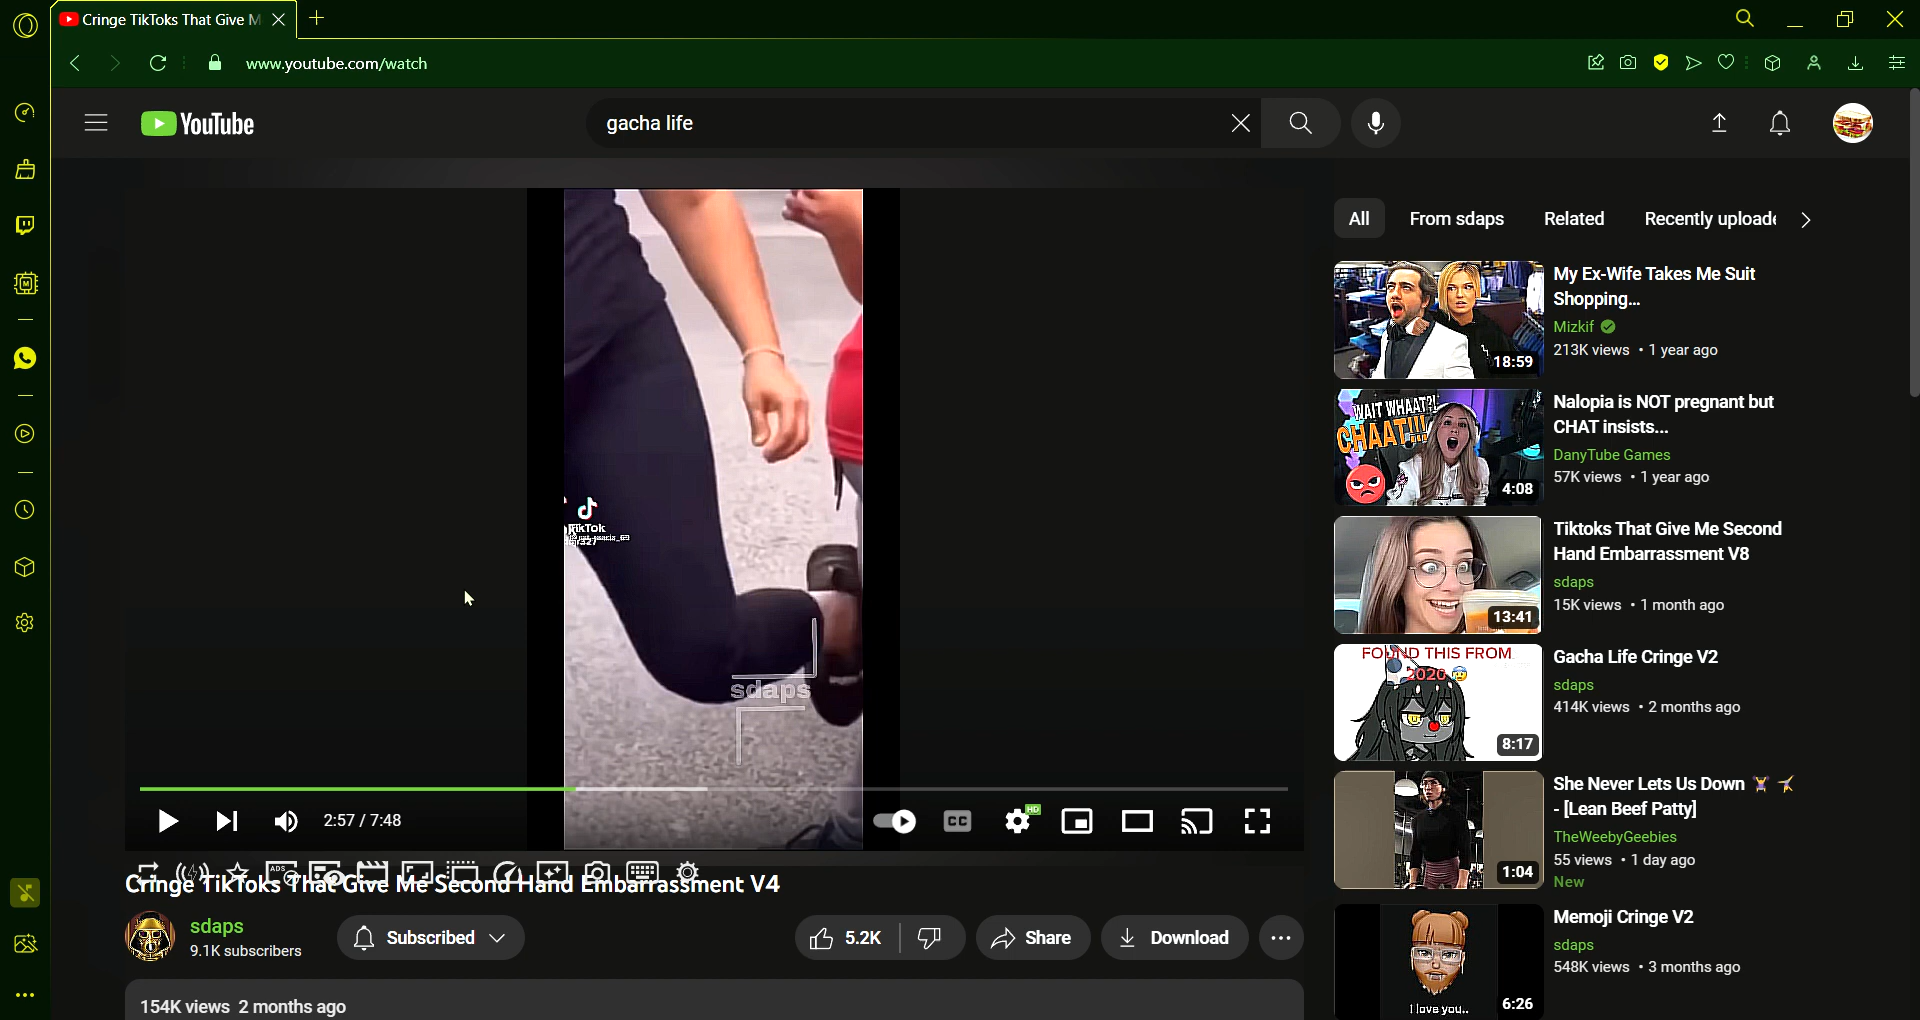 Cringe TikToks That Give M
www.youtube.com/watch
YouTube
gacha life
TikTok
sdaps
2:57 / 7:48
CC
HD
ADS
Cringe TikToks That Give Me Second Hand Embarrassment V4
sdaps
9.1K subscribers
Subscribed
5.2K
Share
Download
154K views 2 months ago
All
From sdaps
Related
Recently uploade
18:59
My Ex-Wife Takes Me Suit
Shopping...
Mizkif
213K views • 1 year ago
WAIT WHAAT?!
CHAAT!!!
4:08
Nalopia is NOT pregnant but
CHAT insists...
DanyTube Games
57K views • 1 year ago
13:41
Tiktoks That Give Me Second
Hand Embarrassment V8
sdaps
15K views • 1 month ago
FOUND THIS FROM
2020
8:17
Gacha Life Cringe V2
sdaps
414K views • 2 months ago
1:04
She Never Lets Us Down
- [Lean Beef Patty]
TheWeebyGeebies
55 views • 1 day ago
New
I love you..
6:26
Memoji Cringe V2
sdaps
548K views • 3 months ago